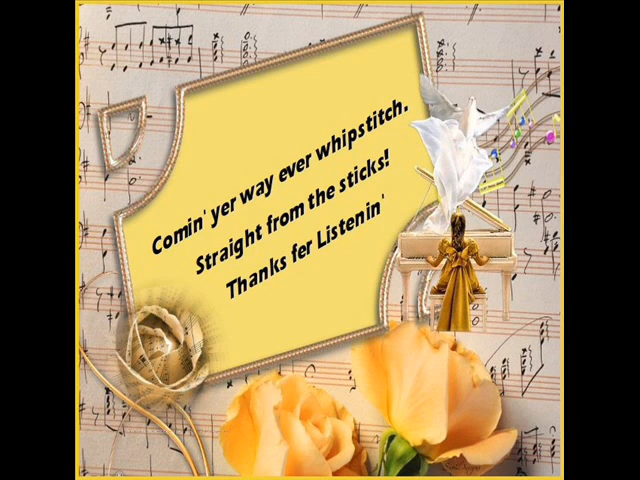 Comin' yer way ever whipstitch.
Straight from the sticks!
Thanks fer Listenin'